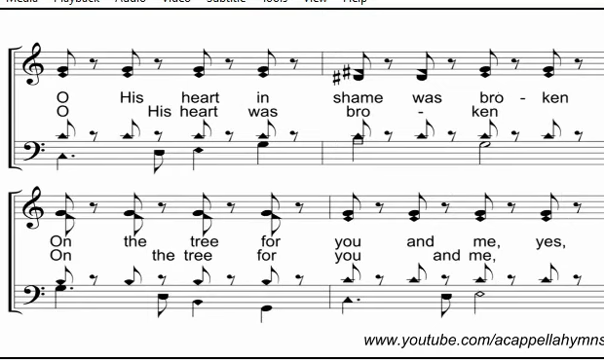 Media Playback Audio Video Subtitle Tools View Help
O His heart in shame was bro - ken
O His heart was bro - ken
On the tree for you and me, yes,
On the tree for you and me,
www.youtube.com/acappellahymns